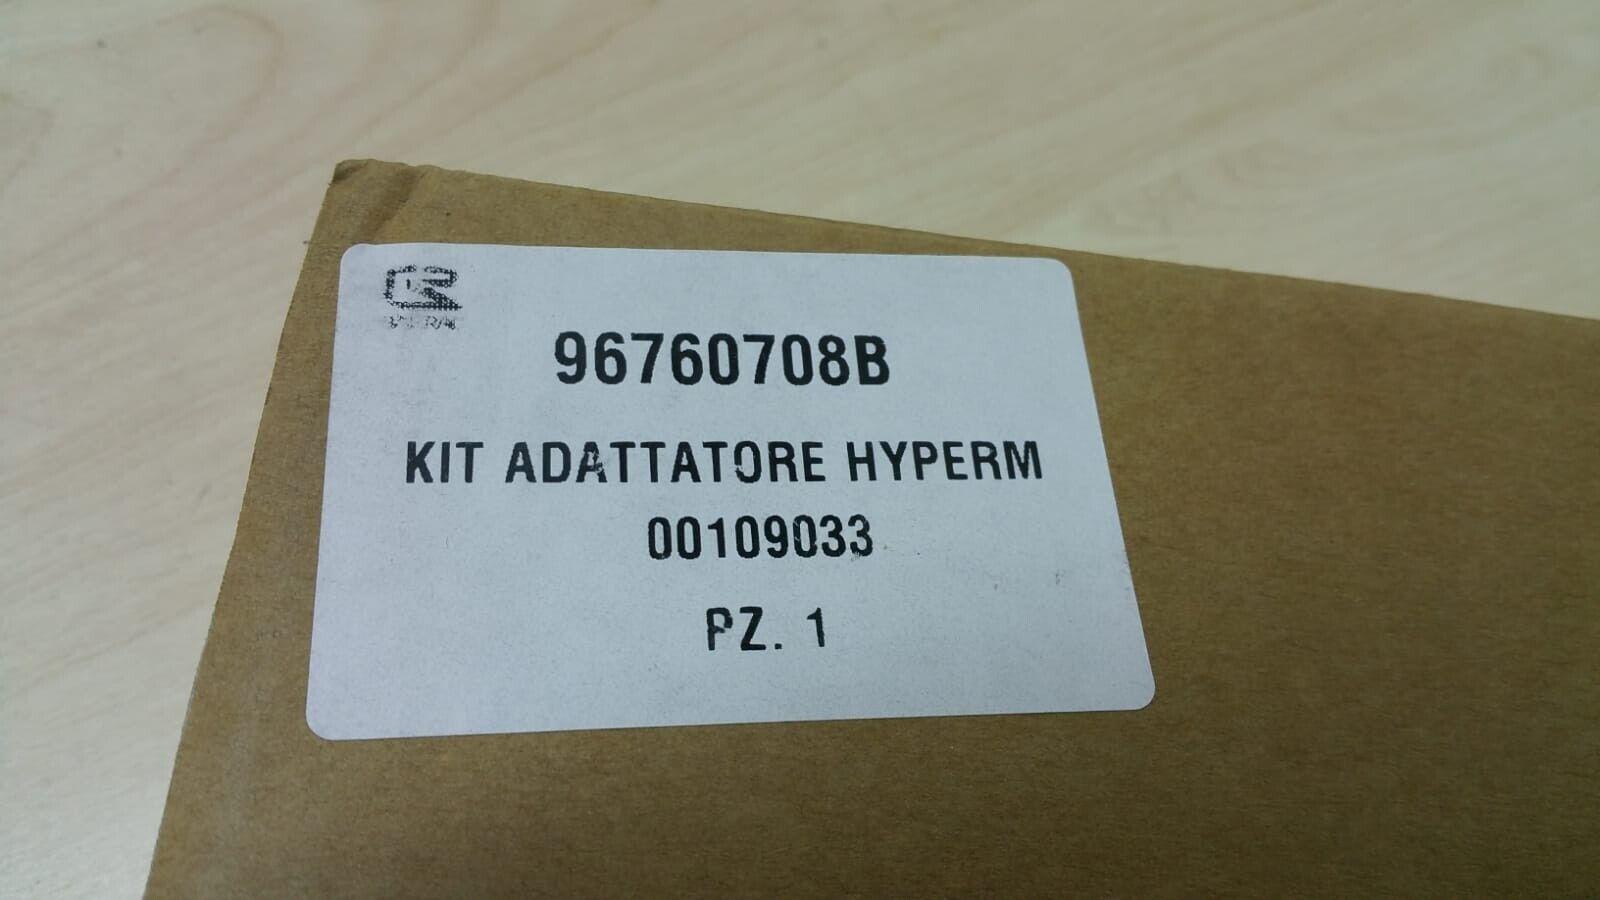 96760708B
KIT ADATTATORE HYPERM
00109033
PZ. 1